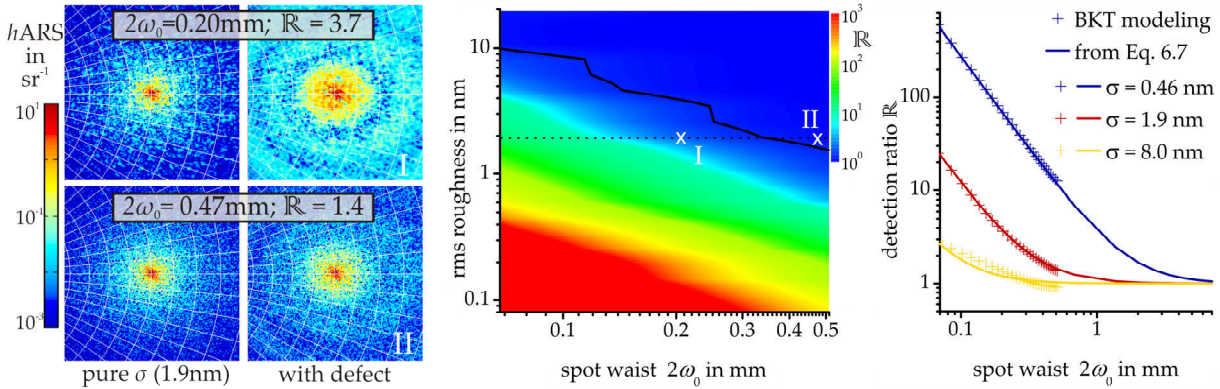 hARS
in
sr⁻¹
10¹
10⁻¹
10⁻³
2ω₀=0.20mm; ℝ = 3.7
I
2ω₀=0.47mm; ℝ = 1.4
II
pure σ (1.9nm)
with defect
rms roughness in nm
10
1
0.1
0.1
0.2
0.3
0.4
0.5
spot waist 2ω₀ in mm
x
I
II
x
10³
ℝ
10²
10¹
10⁰
detection ratio ℝ
100
10
1
0.1
1
spot waist 2ω₀ in mm
BKT modeling
from Eq. 6.7
σ = 0.46 nm
σ = 1.9 nm
σ = 8.0 nm